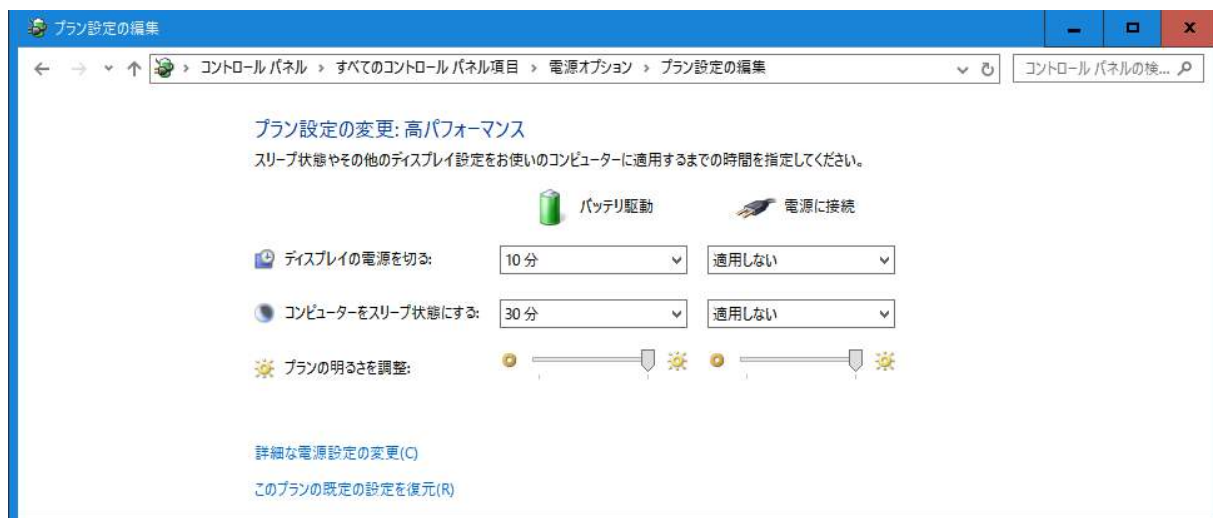 プラン設定の編集
コントロール パネル › すべてのコントロール パネル項目 › 電源オプション › プラン設定の編集
コントロール パネルの検...
プラン設定の変更: 高パフォーマンス
スリープ状態やその他のディスプレイ設定をお使いのコンピューターに適用するまでの時間を指定してください。
バッテリ駆動 電源に接続
ディスプレイの電源を切る: 10 分 適用しない
コンピューターをスリープ状態にする: 30 分 適用しない
プランの明るさを調整:
詳細な電源設定の変更(C)
このプランの既定の設定を復元(R)